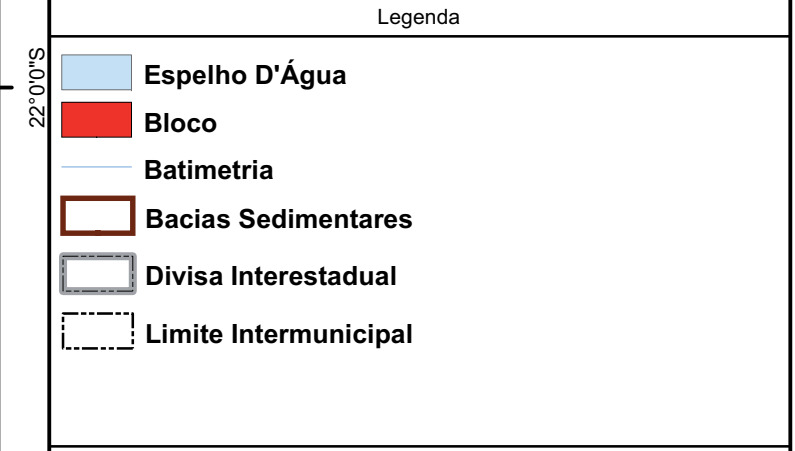 Legenda
22°0'0"S
Espelho D'Água
Bloco
Batimetria
Bacias Sedimentares
Divisa Interestadual
Limite Intermunicipal